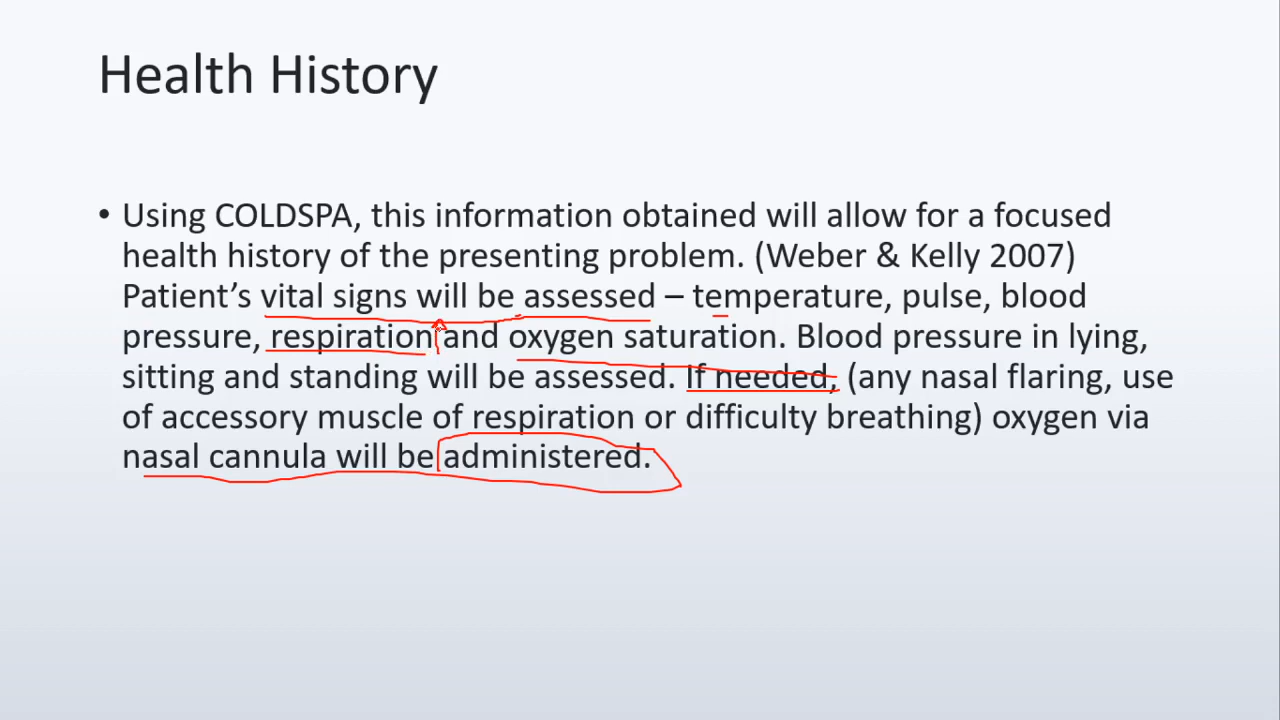 Health History
• Using COLDSPA, this information obtained will allow for a focused
health history of the presenting problem. (Weber & Kelly 2007)
Patient’s vital signs will be assessed – temperature, pulse, blood
pressure, respiration and oxygen saturation. Blood pressure in lying,
sitting and standing will be assessed. If needed, (any nasal flaring, use
of accessory muscle of respiration or difficulty breathing) oxygen via
nasal cannula will be administered.